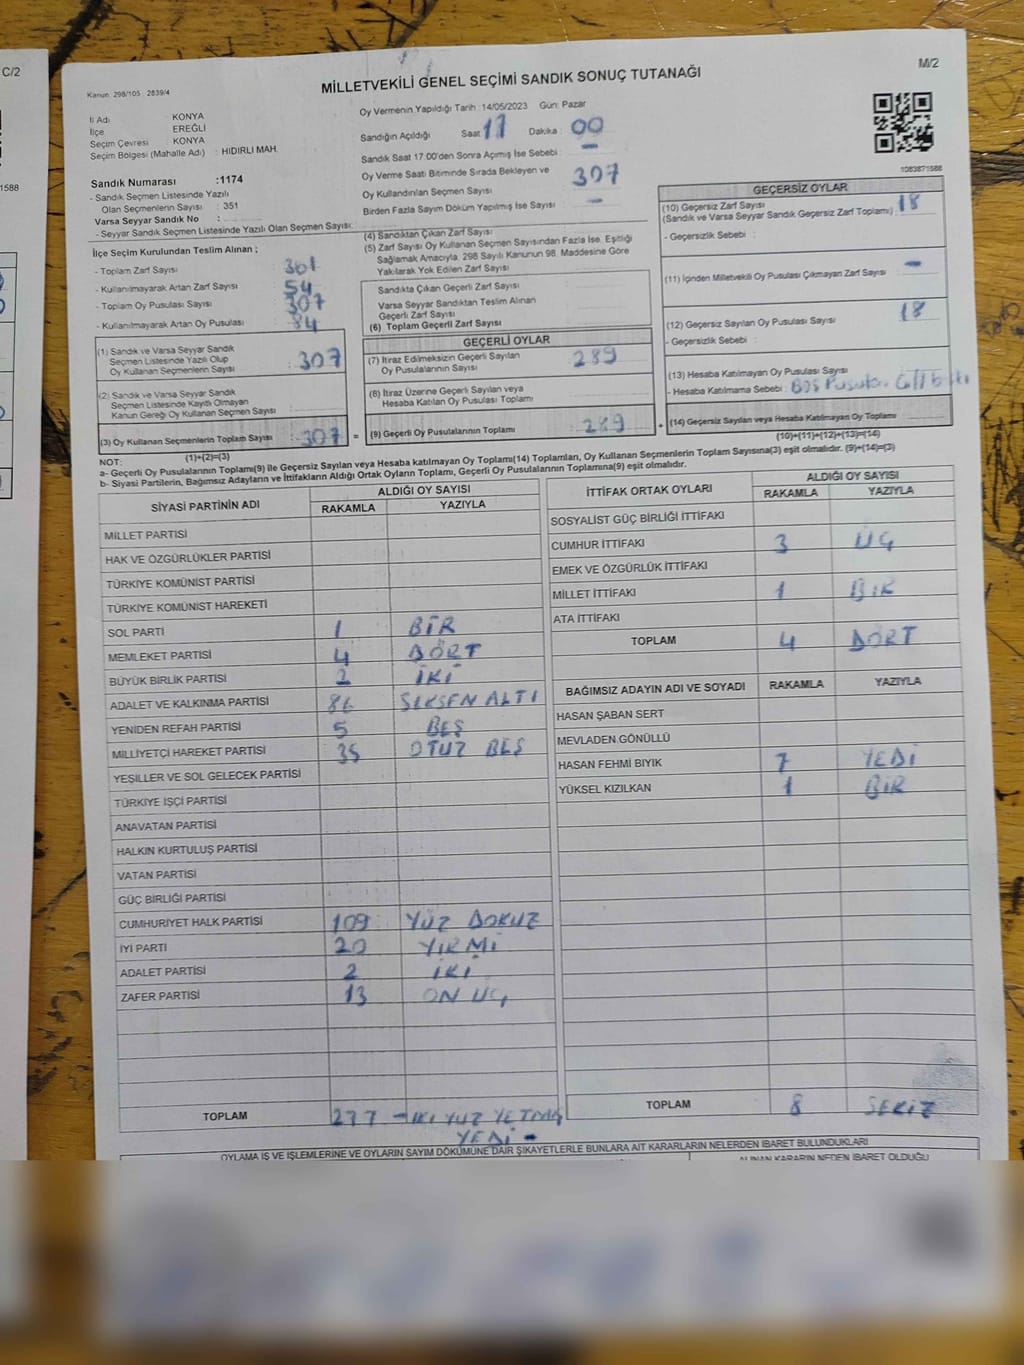 C/2
1588
M/2
Kanun: 298/105 2839/4
MİLLETVEKİLİ GENEL SEÇİMİ SANDIK SONUÇ TUTANAĞI
İl Adı : KONYA
İlçe : EREĞLİ
Seçim Çevresi : KONYA
Seçim Bölgesi (Mahalle Adı) : HIDIRLI MAH.
Sandık Numarası :1174
- Sandık Seçmen Listesinde Yazılı
Olan Seçmenlerin Sayısı : 351
Varsa Seyyar Sandık No :
- Seyyar Sandık Seçmen Listesinde Yazılı Olan Seçmen Sayısı:
İlçe Seçim Kurulundan Teslim Alınan ;
- Toplam Zarf Sayısı : 361
- Kullanılmayarak Artan Zarf Sayısı : 54
- Toplam Oy Pusulası Sayısı : 307
- Kullanılmayarak Artan Oy Pusulası : 84
(1) Sandık ve Varsa Seyyar Sandık
Seçmen Listesinde Yazılı Olup
Oy Kullanan Seçmenlerin Sayısı : 307
(2) Sandık ve Varsa Seyyar Sandık
Seçmen Listesinde Kayıtlı Olmayan
Kanun Gereği Oy Kullanan Seçmen Sayısı :
(3) Oy Kullanan Seçmenlerin Toplam Sayısı : 307
(1)+(2)=(3)
Oy Vermenin Yapıldığı Tarih :14/05/2023 Gün: Pazar
Sandığın Açıldığı Saat: 17 Dakika : 00
Sandık Saat 17:00'den Sonra Açımış İse Sebebi : -
Oy Verme Saati Bitiminde Sırada Bekleyen ve
Oy Kullandırılan Seçmen Sayısı : 307
Birden Fazla Sayım Döküm Yapılmış İse Sayısı : -
(4) Sandıktan Çıkan Zarf Sayısı :
(5) Zarf Sayısı Oy Kullanan Seçmen Sayısından Fazla İse, Eşitliği
Sağlamak Amacıyla, 298 Sayılı Kanunun 98. Maddesine Göre
Yakılarak Yok Edilen Zarf Sayısı :
Sandıkta Çıkan Geçerli Zarf Sayısı :
Varsa Seyyar Sandıktan Teslim Alınan
Geçerli Zarf Sayısı :
(6) Toplam Geçerli Zarf Sayısı :
GEÇERLİ OYLAR
(7) İtiraz Edilmeksizin Geçerli Sayılan
Oy Pusulalarının Sayısı : 289
(8) İtiraz Üzerine Geçerli Sayılan veya
Hesaba Katılan Oy Pusulası Toplamı :
= (9) Geçerli Oy Pusulalarının Toplamı : 289 +
1083871588
GEÇERSİZ OYLAR
(10) Geçersiz Zarf Sayısı : 18
(Sandık ve Varsa Seyyar Sandık Geçersiz Zarf Toplamı)
- Geçersizlik Sebebi :
(11) İçinden Milletvekili Oy Pusulası Çıkmayan Zarf Sayısı : -
(12) Geçersiz Sayılan Oy Pusulası Sayısı : 18
- Geçersizlik Sebebi :
(13) Hesaba Katılmayan Oy Pusulası Sayısı
- Hesaba Katılmama Sebebi :
(14) Geçersiz Sayılan veya Hesaba Katılmayan Oy Toplamı
(10)+(11)+(12)+(13)=(14)
NOT:
a- Geçerli Oy Pusulalarının Toplamı(9) ile Geçersiz Sayılan veya Hesaba katılmayan Oy Toplamı(14) Toplamları, Oy Kullanan Seçmenlerin Toplam Sayısına(3) eşit olmalıdır. (9)+(14)=(3)
b- Siyasi Partilerin, Bağımsız Adayların ve İttifakların Aldığı Ortak Oyların Toplamı, Geçerli Oy Pusulalarının Toplamına(9) eşit olmalıdır.
SİYASİ PARTİNİN ADI ALDIĞI OY SAYISI
RAKAMLA YAZIYLA
MİLLET PARTİSİ
HAK VE ÖZGÜRLÜKLER PARTİSİ
TÜRKİYE KOMÜNİST PARTİSİ
TÜRKİYE KOMÜNİST HAREKETİ
SOL PARTİ 1 BİR
MEMLEKET PARTİSİ 4 DÖRT
BÜYÜK BİRLİK PARTİSİ 2 İKİ
ADALET VE KALKINMA PARTİSİ 86 SEKSEN ALTI
YENİDEN REFAH PARTİSİ 5 BEŞ
MİLLİYETÇİ HAREKET PARTİSİ 35 OTUZ BEŞ
YEŞİLLER VE SOL GELECEK PARTİSİ
TÜRKİYE İŞÇİ PARTİSİ
ANAVATAN PARTİSİ
HALKIN KURTULUŞ PARTİSİ
VATAN PARTİSİ
GÜÇ BİRLİĞİ PARTİSİ
CUMHURİYET HALK PARTİSİ 109 YÜZ DOKUZ
İYİ PARTİ 20 YİRMİ
ADALET PARTİSİ 2 İKİ
ZAFER PARTİSİ 13 ON ÜÇ
TOPLAM 277 - İKİ YÜZ YETMİŞ
YEDİ -
İTTİFAK ORTAK OYLARI ALDIĞI OY SAYISI
RAKAMLA YAZIYLA
SOSYALİST GÜÇ BİRLİĞİ İTTİFAKI
CUMHUR İTTİFAKI 3 ÜÇ
EMEK VE ÖZGÜRLÜK İTTİFAKI
MİLLET İTTİFAKI 1 BİR
ATA İTTİFAKI
TOPLAM 4 DÖRT
BAĞIMSIZ ADAYIN ADI VE SOYADI RAKAMLA YAZIYLA
HASAN ŞABAN SERT
MEVLADEN GÖNÜLLÜ
HASAN FEHMİ BIYIK 7 YEDİ
YÜKSEL KIZILKAN 1 BİR
TOPLAM 8 SEKİZ
OYLAMA İŞ VE İŞLEMLERİNE VE OYLARIN SAYIM DÖKÜMÜNE DAİR ŞİKAYETLERLE BUNLARA AİT KARARLARIN NELERDEN İBARET BULUNDUKLARI
ALINAN KARARIN NEDEN İBARET OLDUĞU